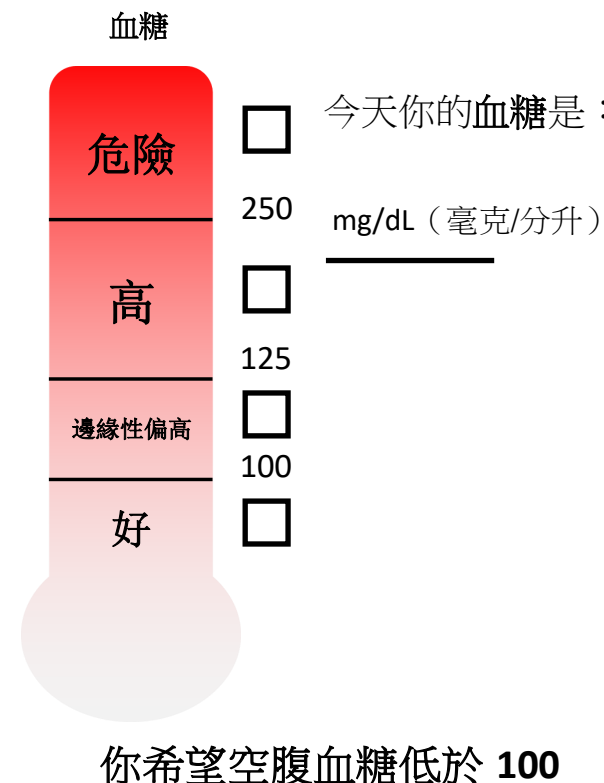 血糖
危險
今天你的血糖是：
250
mg/dL（毫克/分升）
高
125
邊緣性偏高
100
好
你希望空腹血糖低於 100